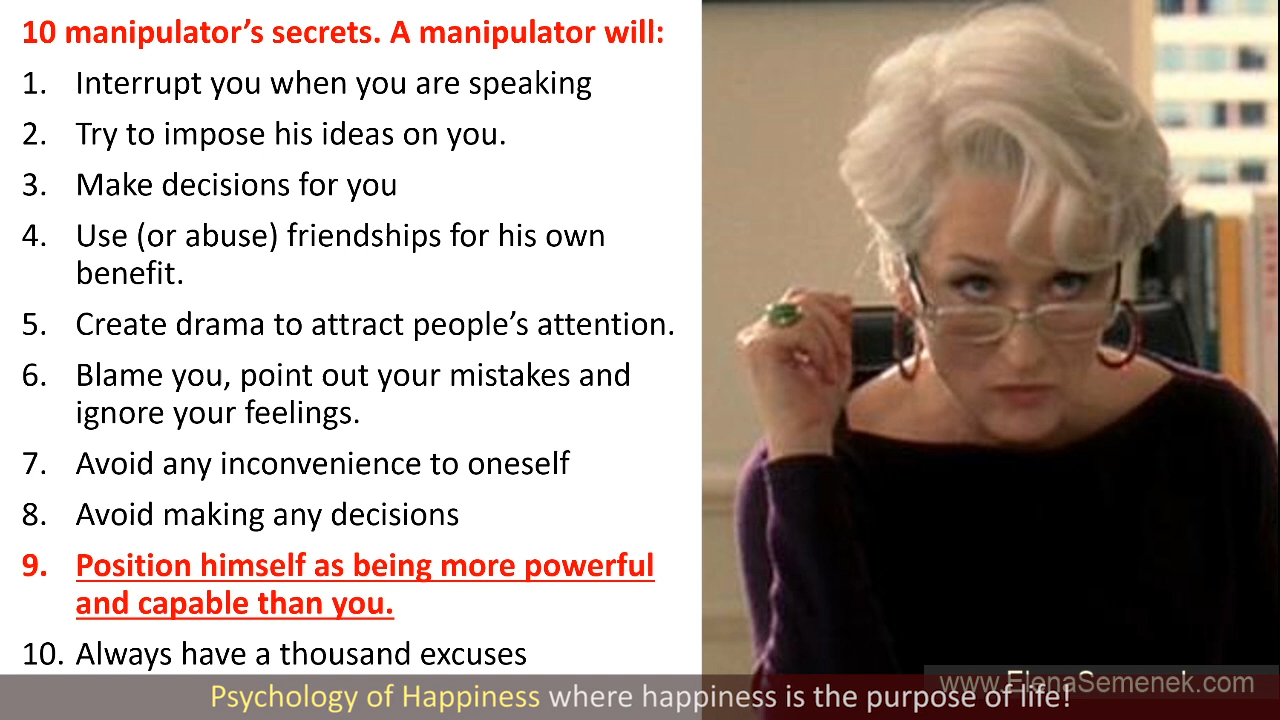 10 manipulator’s secrets. A manipulator will:
1. Interrupt you when you are speaking
2. Try to impose his ideas on you.
3. Make decisions for you
4. Use (or abuse) friendships for his own
benefit.
5. Create drama to attract people’s attention.
6. Blame you, point out your mistakes and
ignore your feelings.
7. Avoid any inconvenience to oneself
8. Avoid making any decisions
9. Position himself as being more powerful
and capable than you.
10. Always have a thousand excuses
www.ElenaSemenek.com
Psychology of Happiness where happiness is the purpose of life!